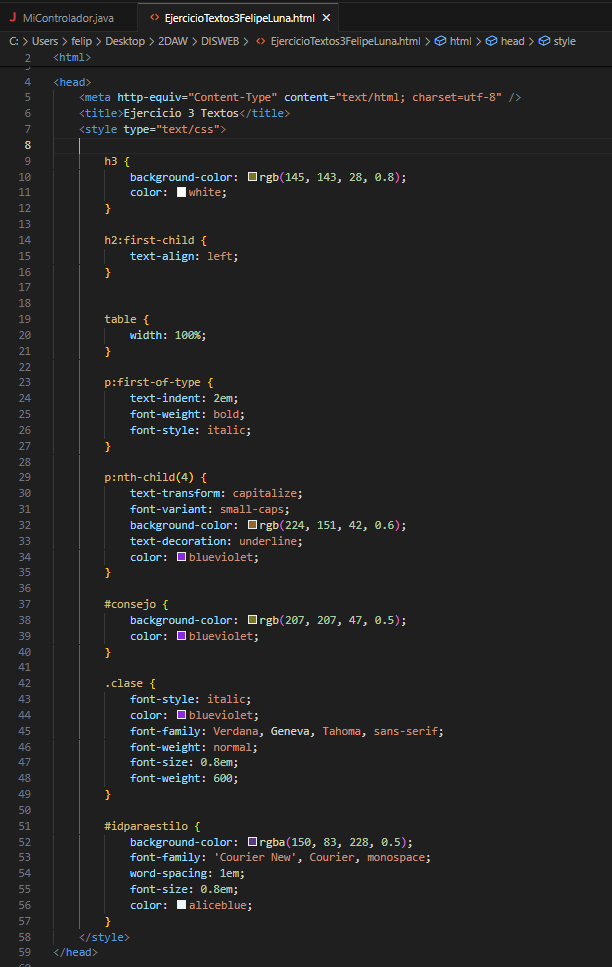 J MiControlador.java <> EjercicioTextos3FelipeLuna.html ×
C: > Users > felip > Desktop > 2DAW > DISWEB > <> EjercicioTextos3FelipeLuna.html > html > head > style
2 <html>
3
4 <head>
5 <meta http-equiv="Content-Type" content="text/html; charset=utf-8" />
6 <title>Ejercicio 3 Textos</title>
7 <style type="text/css">
8
9 h3 {
10 background-color: rgb(145, 143, 28, 0.8);
11 color: white;
12 }
13
14 h2:first-child {
15 text-align: left;
16 }
17
18
19 table {
20 width: 100%;
21 }
22
23 p:first-of-type {
24 text-indent: 2em;
25 font-weight: bold;
26 font-style: italic;
27 }
28
29 p:nth-child(4) {
30 text-transform: capitalize;
31 font-variant: small-caps;
32 background-color: rgb(224, 151, 42, 0.6);
33 text-decoration: underline;
34 color: blueviolet;
35 }
36
37 #consejo {
38 background-color: rgb(207, 207, 47, 0.5);
39 color: blueviolet;
40 }
41
42 .clase {
43 font-style: italic;
44 color: blueviolet;
45 font-family: Verdana, Geneva, Tahoma, sans-serif;
46 font-weight: normal;
47 font-size: 0.8em;
48 font-weight: 600;
49 }
50
51 #idparaestilo {
52 background-color: rgba(150, 83, 228, 0.5);
53 font-family: 'Courier New', Courier, monospace;
54 word-spacing: 1em;
55 font-size: 0.8em;
56 color: aliceblue;
57 }
58 </style>
59 </head>
60